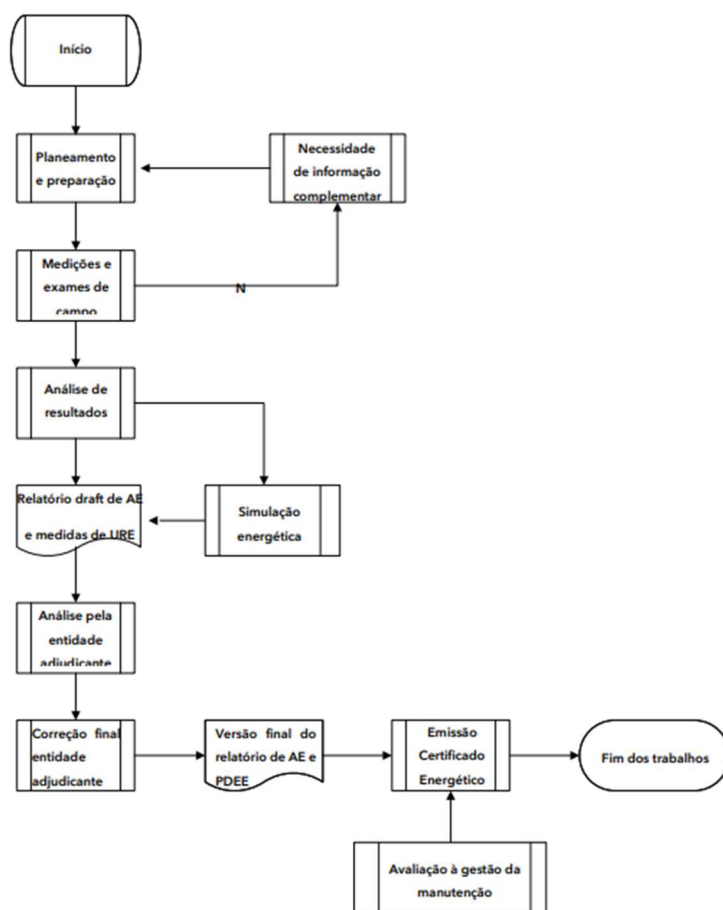 Início
Planeamento
e preparação
Necessidade
de informação
complementar
Medições e
exames de
campo
N
Análise de
resultados
Relatório draft de AE
e medidas de URE
Simulação
energética
Análise pela
entidade
adjudicante
Correção final
entidade
adjudicante
Versão final do
relatório de AE e
PDEE
Emissão
Certificado
Energético
Fim dos trabalhos
Avaliação à gestão da
manutenção